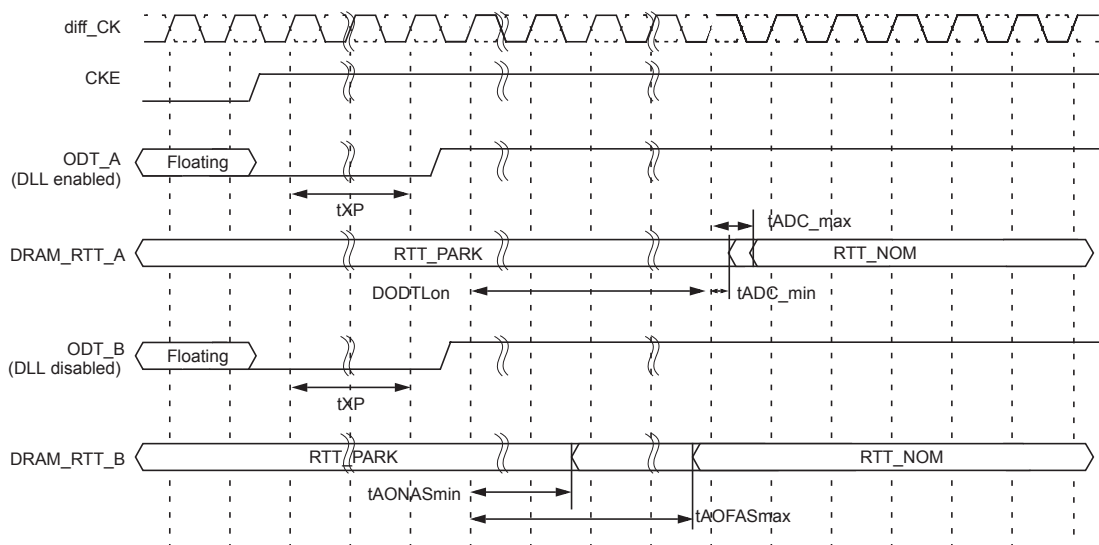 diff_CK
CKE
ODT_A
(DLL enabled)
Floating
tXP
tADC_max
DRAM_RTT_A
RTT_PARK
RTT_NOM
DODTLon
tADC_min
ODT_B
(DLL disabled)
Floating
tXP
DRAM_RTT_B
RTT_PARK
RTT_NOM
tAONASmin
tAOFASmax